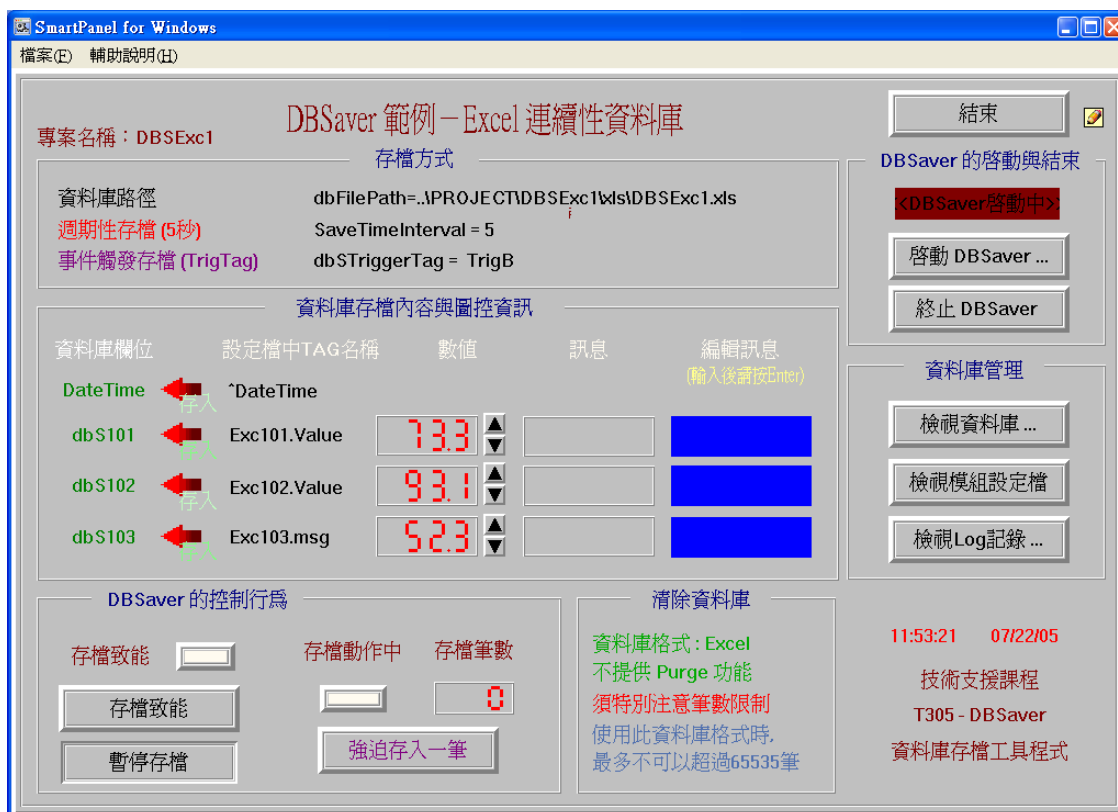 SmartPanel for Windows
檔案(F) 輔助說明(H)
DBSaver 範例－Excel 連續性資料庫
專案名稱：DBSExc1
結束
存檔方式
資料庫路徑 dbFilePath=..\PROJECT\DBSExc1\xls\DBSExc1.xls
週期性存檔 (5秒) SaveTimeInterval = 5
事件觸發存檔 (TrigTag) dbSTriggerTag = TrigB
DBSaver 的啓動與結束
<DBSaver啓動中>
啓動 DBSaver ...
終止 DBSaver
資料庫存檔內容與圖控資訊
資料庫欄位 設定檔中TAG名稱 數值 訊息 編輯訊息
(輸入後請按Enter)
DateTime 存入 ^DateTime
dbS101 存入 Exc101.Value 73.3
dbS102 存入 Exc102.Value 93.1
dbS103 存入 Exc103.msg 52.3
資料庫管理
檢視資料庫 ...
檢視模組設定檔
檢視Log記錄 ...
DBSaver 的控制行爲
存檔致能 存檔動作中 存檔筆數
0
存檔致能
暫停存檔
強迫存入一筆
清除資料庫
資料庫格式 : Excel
不提供 Purge 功能
須特別注意筆數限制
使用此資料庫格式時,
最多不可以超過65535筆
11:53:21 07/22/05
技術支援課程
T305 - DBSaver
資料庫存檔工具程式